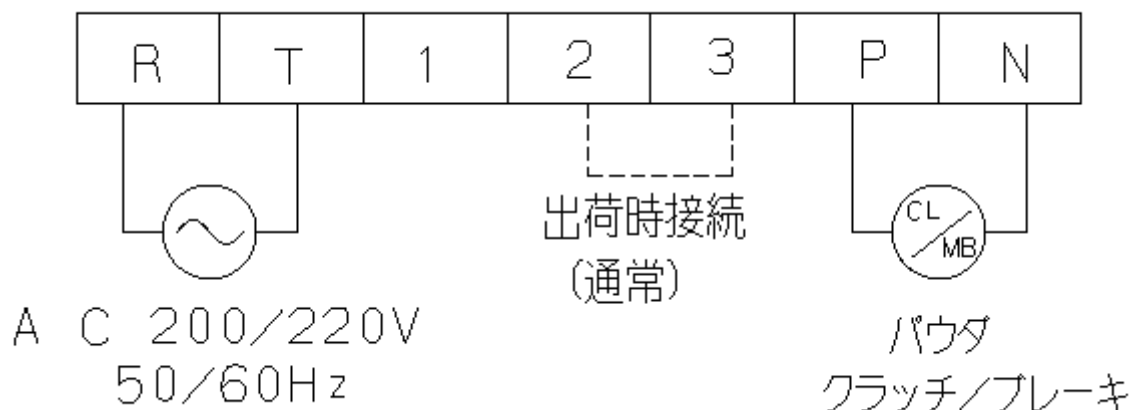 R T 1 2 3 P N
CL/MB
出荷時接続
(通常)
AC 200/220V
50/60Hz
パウダ
クラッチ/ブレーキ